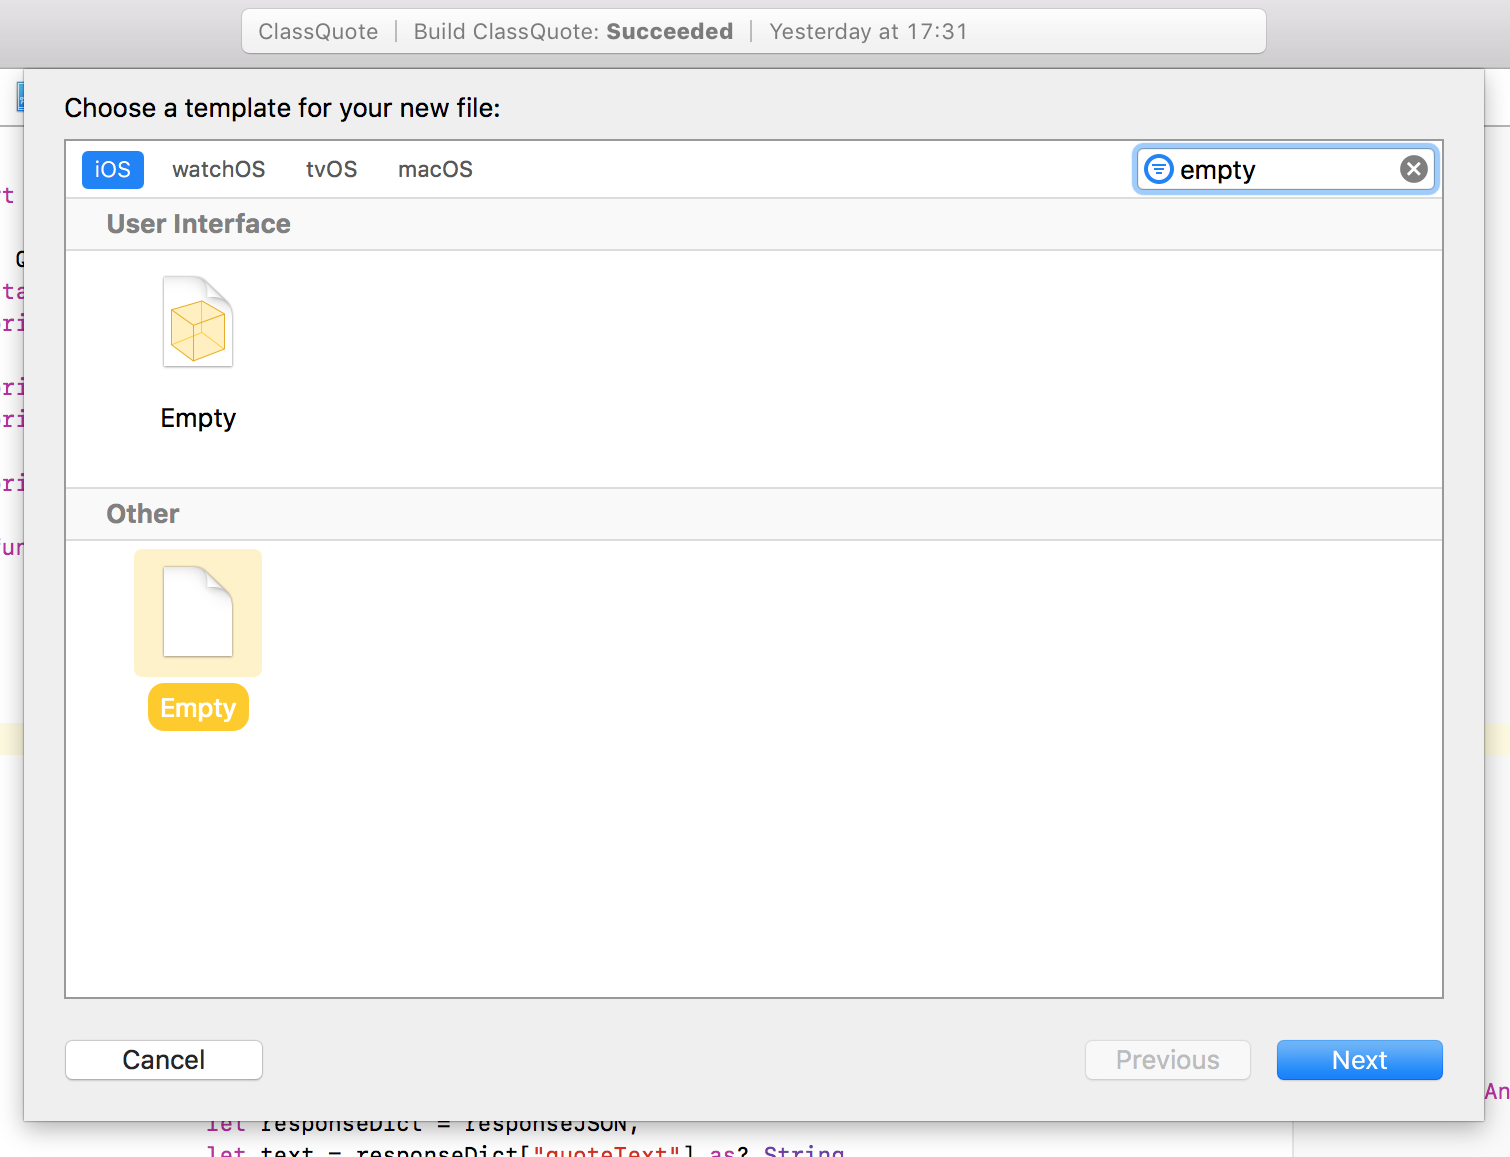 ClassQuote | Build ClassQuote: Succeeded | Yesterday at 17:31
Choose a template for your new file:
iOS watchOS tvOS macOS empty
User Interface
Empty
Other
Empty
Cancel Previous Next
let responseDict = responseJSON,
let text = responseDict["quoteText"] as? String